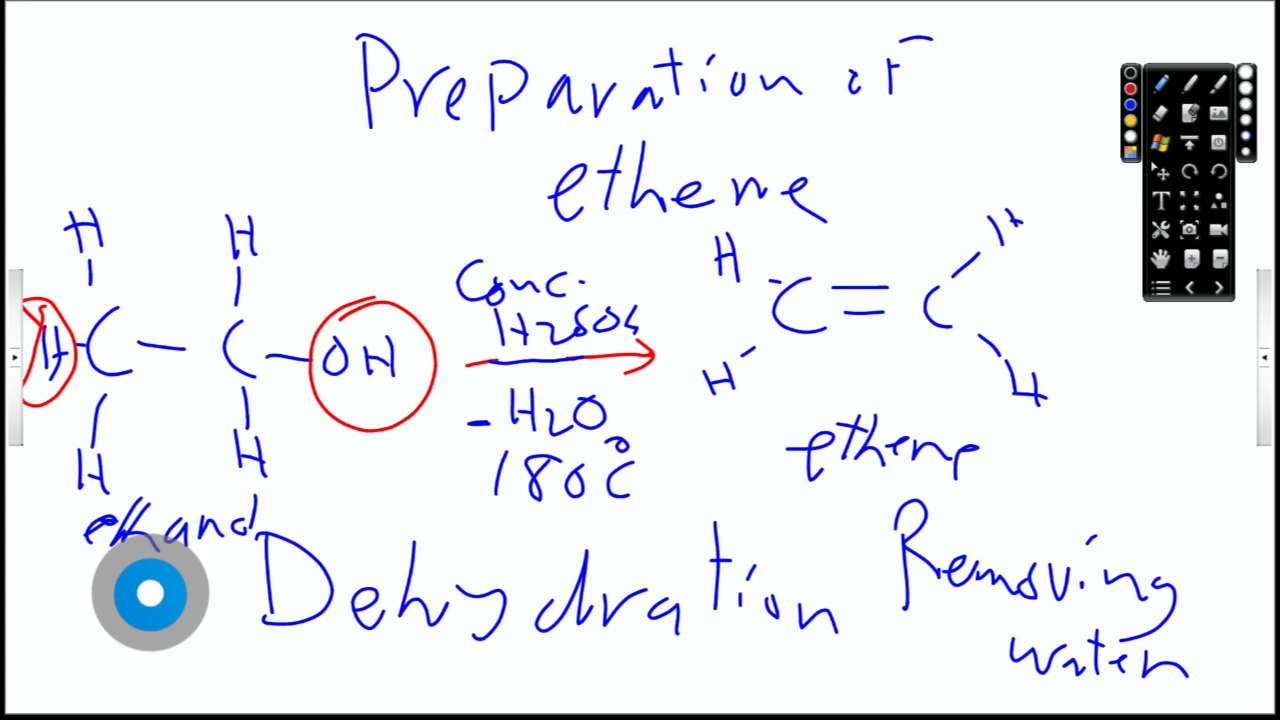 Preparation of
ethene
H H H H
Conc.
H2SO4
H C — C — OH
C = C
- H2O
H H H H
180°C
ethene
ethanol
Dehydration
Removing
water